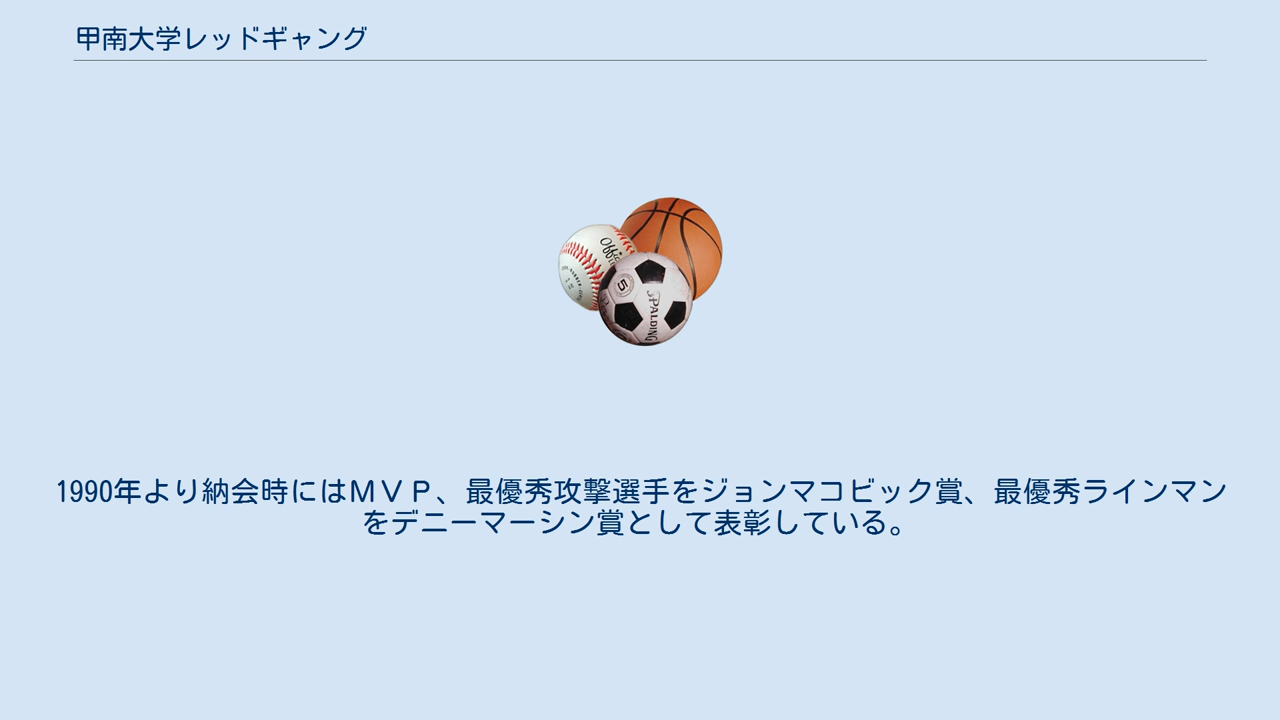 甲南大学レッドギャング
Offici
5
SPALDING
1990年より納会時にはＭＶＰ、最優秀攻撃選手をジョンマコビック賞、最優秀ラインマン
をデニーマーシン賞として表彰している。